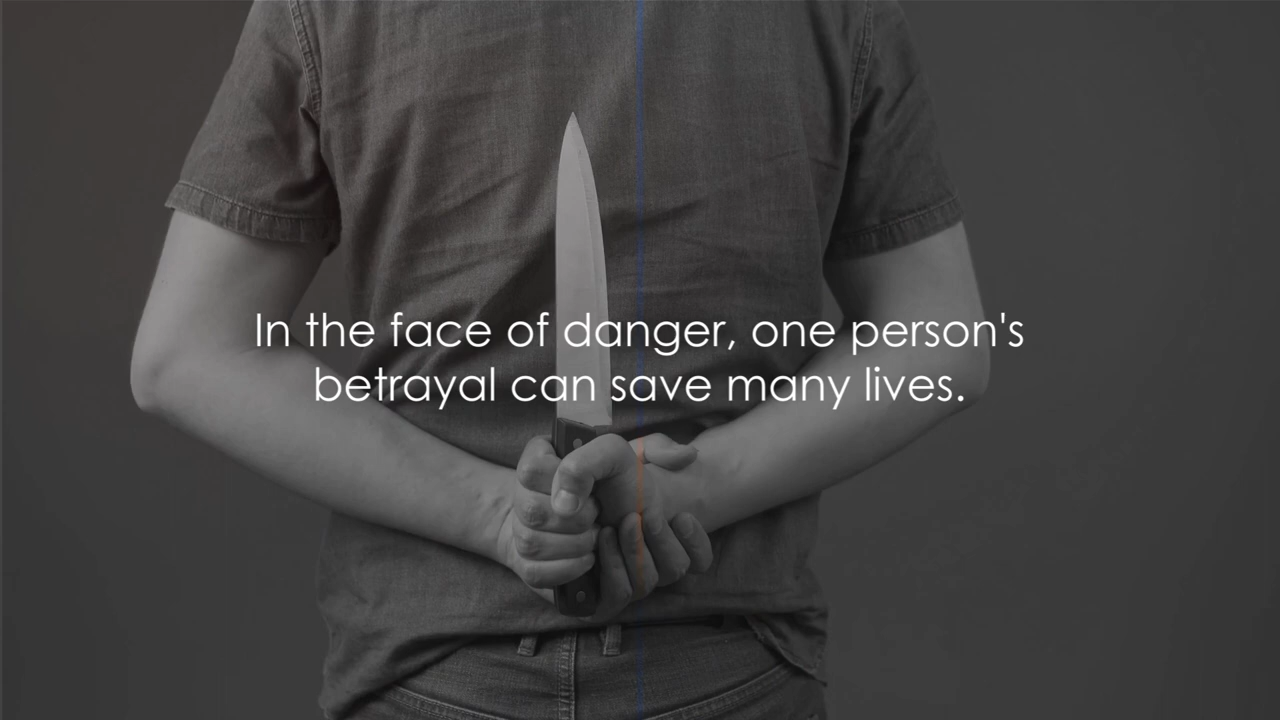 In the face of danger, one person's
betrayal can save many lives.